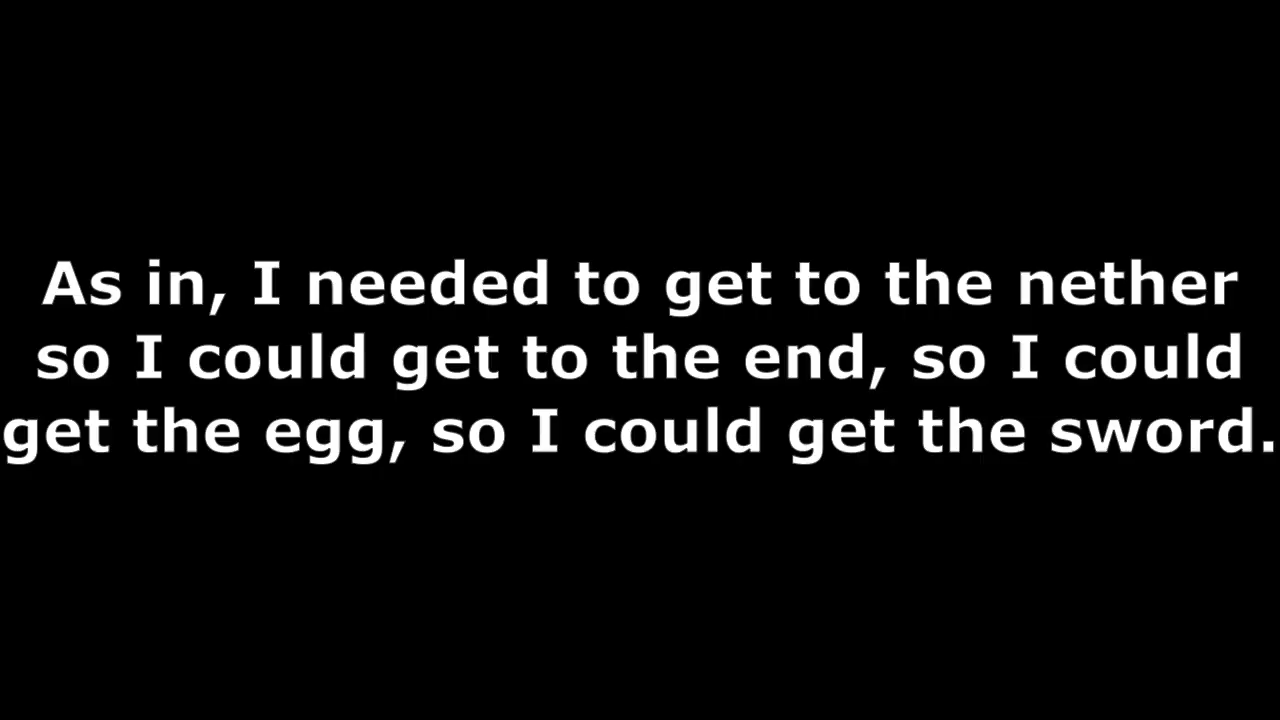 As in, I needed to get to the nether
so I could get to the end, so I could
get the egg, so I could get the sword.